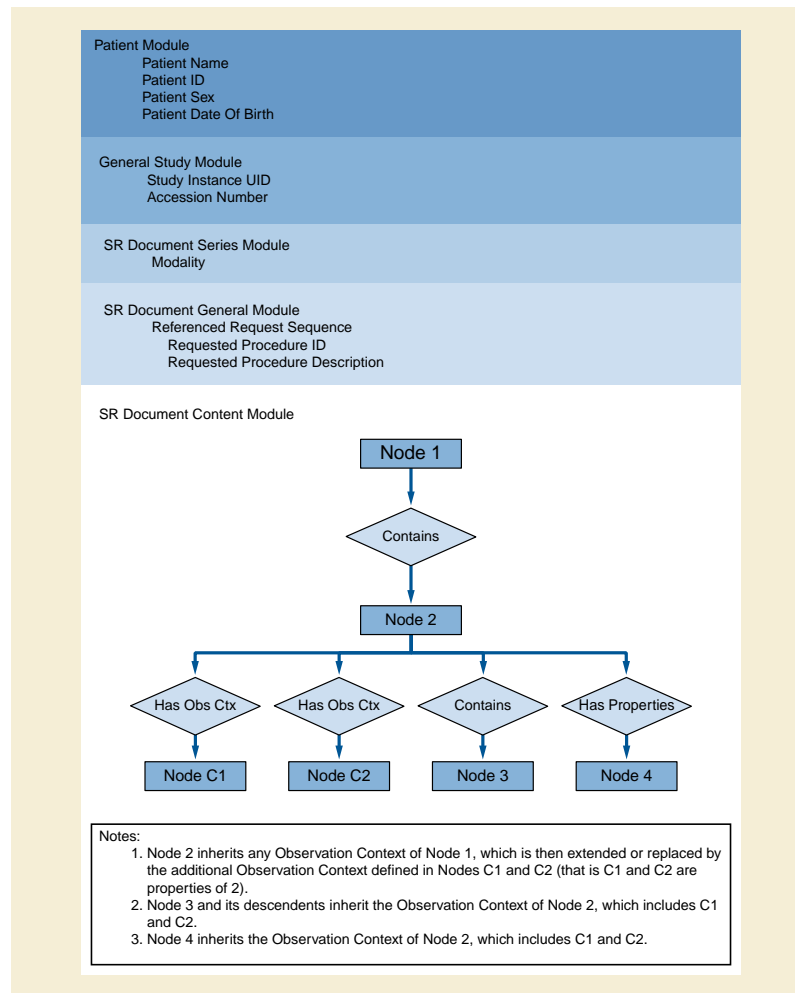 Patient Module
Patient Name
Patient ID
Patient Sex
Patient Date Of Birth
General Study Module
Study Instance UID
Accession Number
SR Document Series Module
Modality
SR Document General Module
Referenced Request Sequence
Requested Procedure ID
Requested Procedure Description
SR Document Content Module
Node 1
Contains
Node 2
Has Obs Ctx
Has Obs Ctx
Contains
Has Properties
Node C1
Node C2
Node 3
Node 4
Notes:
1. Node 2 inherits any Observation Context of Node 1, which is then extended or replaced by
the additional Observation Context defined in Nodes C1 and C2 (that is C1 and C2 are
properties of 2).
2. Node 3 and its descendents inherit the Observation Context of Node 2, which includes C1
and C2.
3. Node 4 inherits the Observation Context of Node 2, which includes C1 and C2.